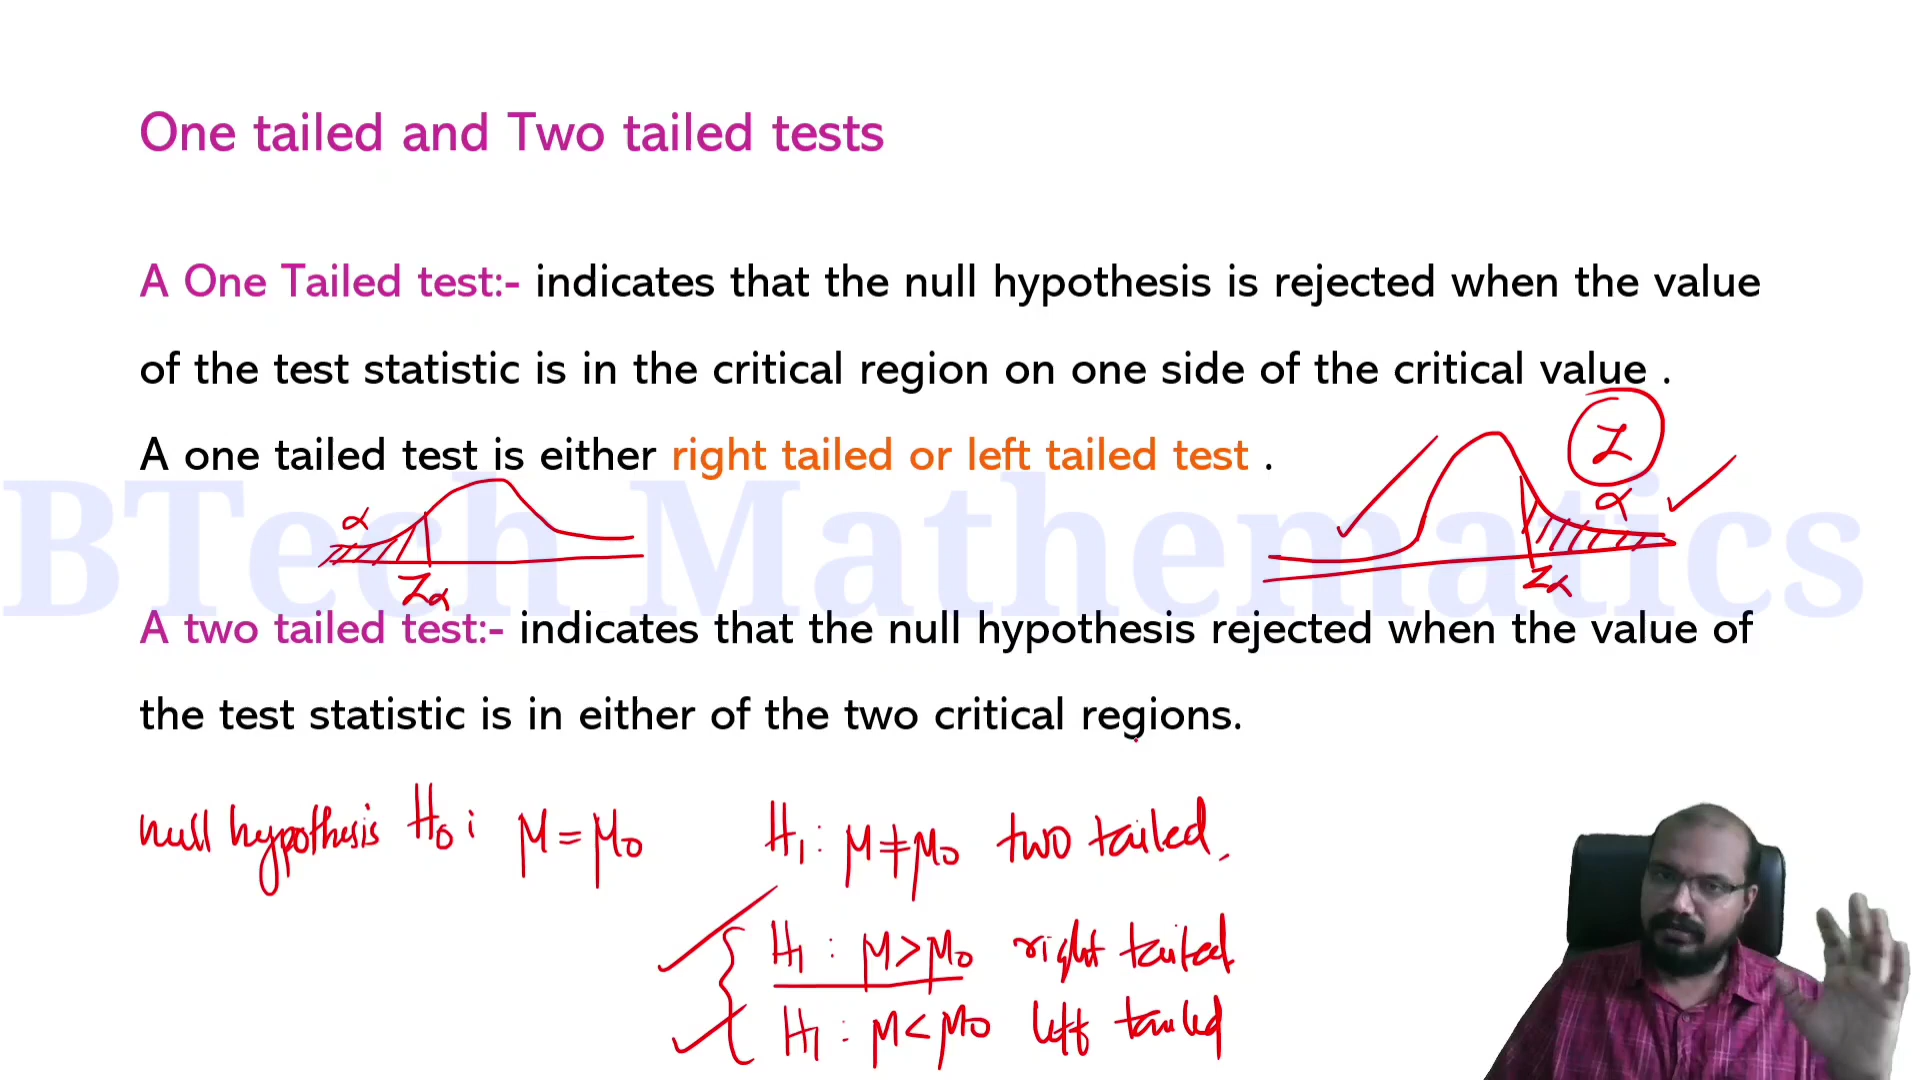 One tailed and Two tailed tests
A One Tailed test:- indicates that the null hypothesis is rejected when the value
of the test statistic is in the critical region on one side of the critical value .
A one tailed test is either right tailed or left tailed test .
Z
α
α
Zα
Zα
BTech Mathematics
A two tailed test:- indicates that the null hypothesis rejected when the value of
the test statistic is in either of the two critical regions.
null hypothesis H₀ : μ = μ₀ H₁ : μ ≠ μ₀ two tailed.
H₁ : μ > μ₀ right tailed
H₁ : μ < μ₀ left tailed